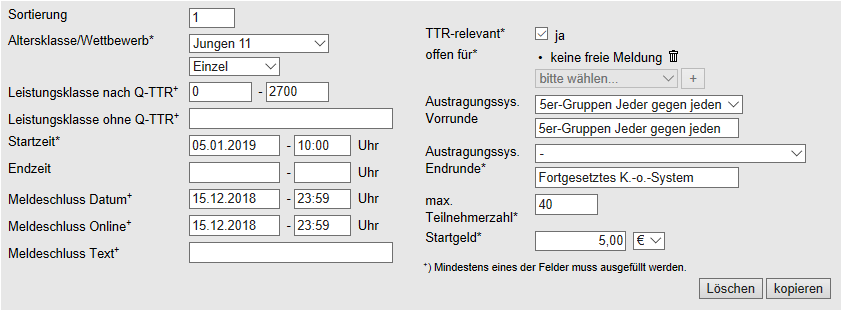 Sortierung 1
Altersklasse/Wettbewerb* Jungen 11
Einzel
Leistungsklasse nach Q-TTR+ 0 - 2700
Leistungsklasse ohne Q-TTR+
Startzeit* 05.01.2019 - 10:00 Uhr
Endzeit - Uhr
Meldeschluss Datum+ 15.12.2018 - 23:59 Uhr
Meldeschluss Online+ 15.12.2018 - 23:59 Uhr
Meldeschluss Text+
TTR-relevant* ja
offen für* • keine freie Meldung
bitte wählen... +
Austragungssys. 5er-Gruppen Jeder gegen jeden
Vorrunde 5er-Gruppen Jeder gegen jeden
Austragungssys. -
Endrunde* Fortgesetztes K.-o.-System
max. 40
Teilnehmerzahl*
Startgeld* 5,00 €
+) Mindestens eines der Felder muss ausgefüllt werden.
Löschen kopieren